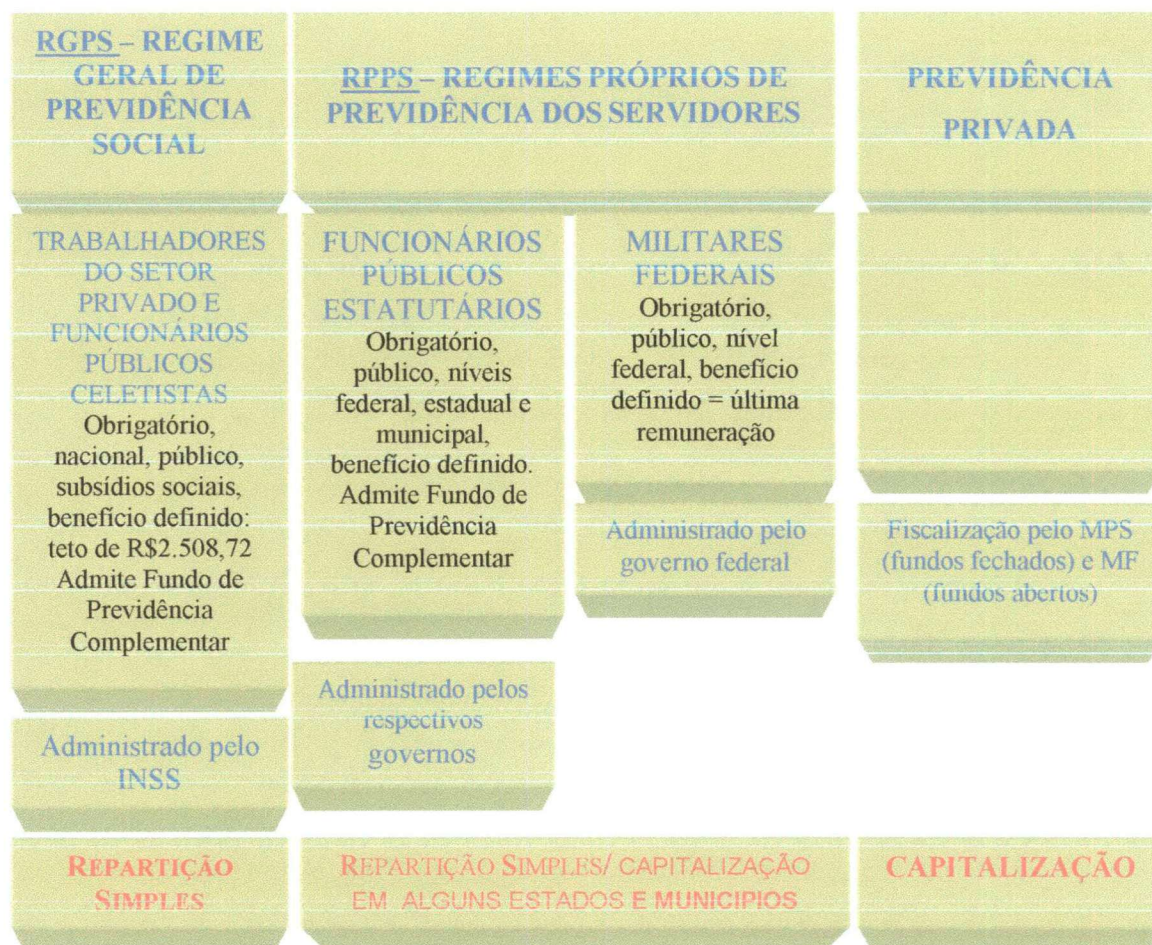 RGPS – REGIME
GERAL DE
PREVIDÊNCIA
SOCIAL
RPPS – REGIMES PRÓPRIOS DE
PREVIDÊNCIA DOS SERVIDORES
PREVIDÊNCIA
PRIVADA
TRABALHADORES
DO SETOR
PRIVADO E
FUNCIONÁRIOS
PÚBLICOS
CELETISTAS
Obrigatório,
nacional, público,
subsídios sociais,
benefício definido:
teto de R$2.508,72
Admite Fundo de
Previdência
Complementar
FUNCIONÁRIOS
PÚBLICOS
ESTATUTÁRIOS
Obrigatório,
público, níveis
federal, estadual e
municipal,
benefício definido.
Admite Fundo de
Previdência
Complementar
MILITARES
FEDERAIS
Obrigatório,
público, nível
federal, benefício
definido = última
remuneração
Administrado pelo
governo federal
Fiscalização pelo MPS
(fundos fechados) e MF
(fundos abertos)
Administrado pelos
respectivos
governos
Administrado pelo
INSS
REPARTIÇÃO
SIMPLES
REPARTIÇÃO SIMPLES/ CAPITALIZAÇÃO
EM ALGUNS ESTADOS E MUNICIPIOS
CAPITALIZAÇÃO